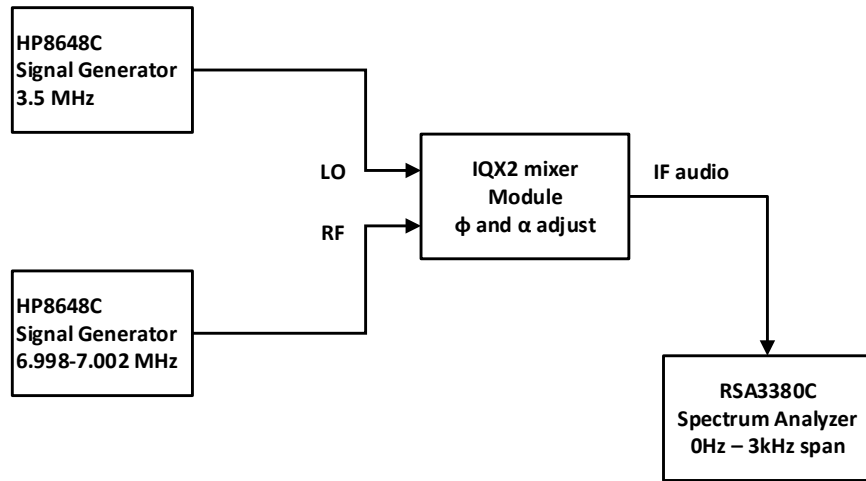 HP8648C
Signal Generator
3.5 MHz
LO
RF
IQX2 mixer
Module
ϕ and α adjust
IF audio
HP8648C
Signal Generator
6.998-7.002 MHz
RSA3380C
Spectrum Analyzer
0Hz – 3kHz span